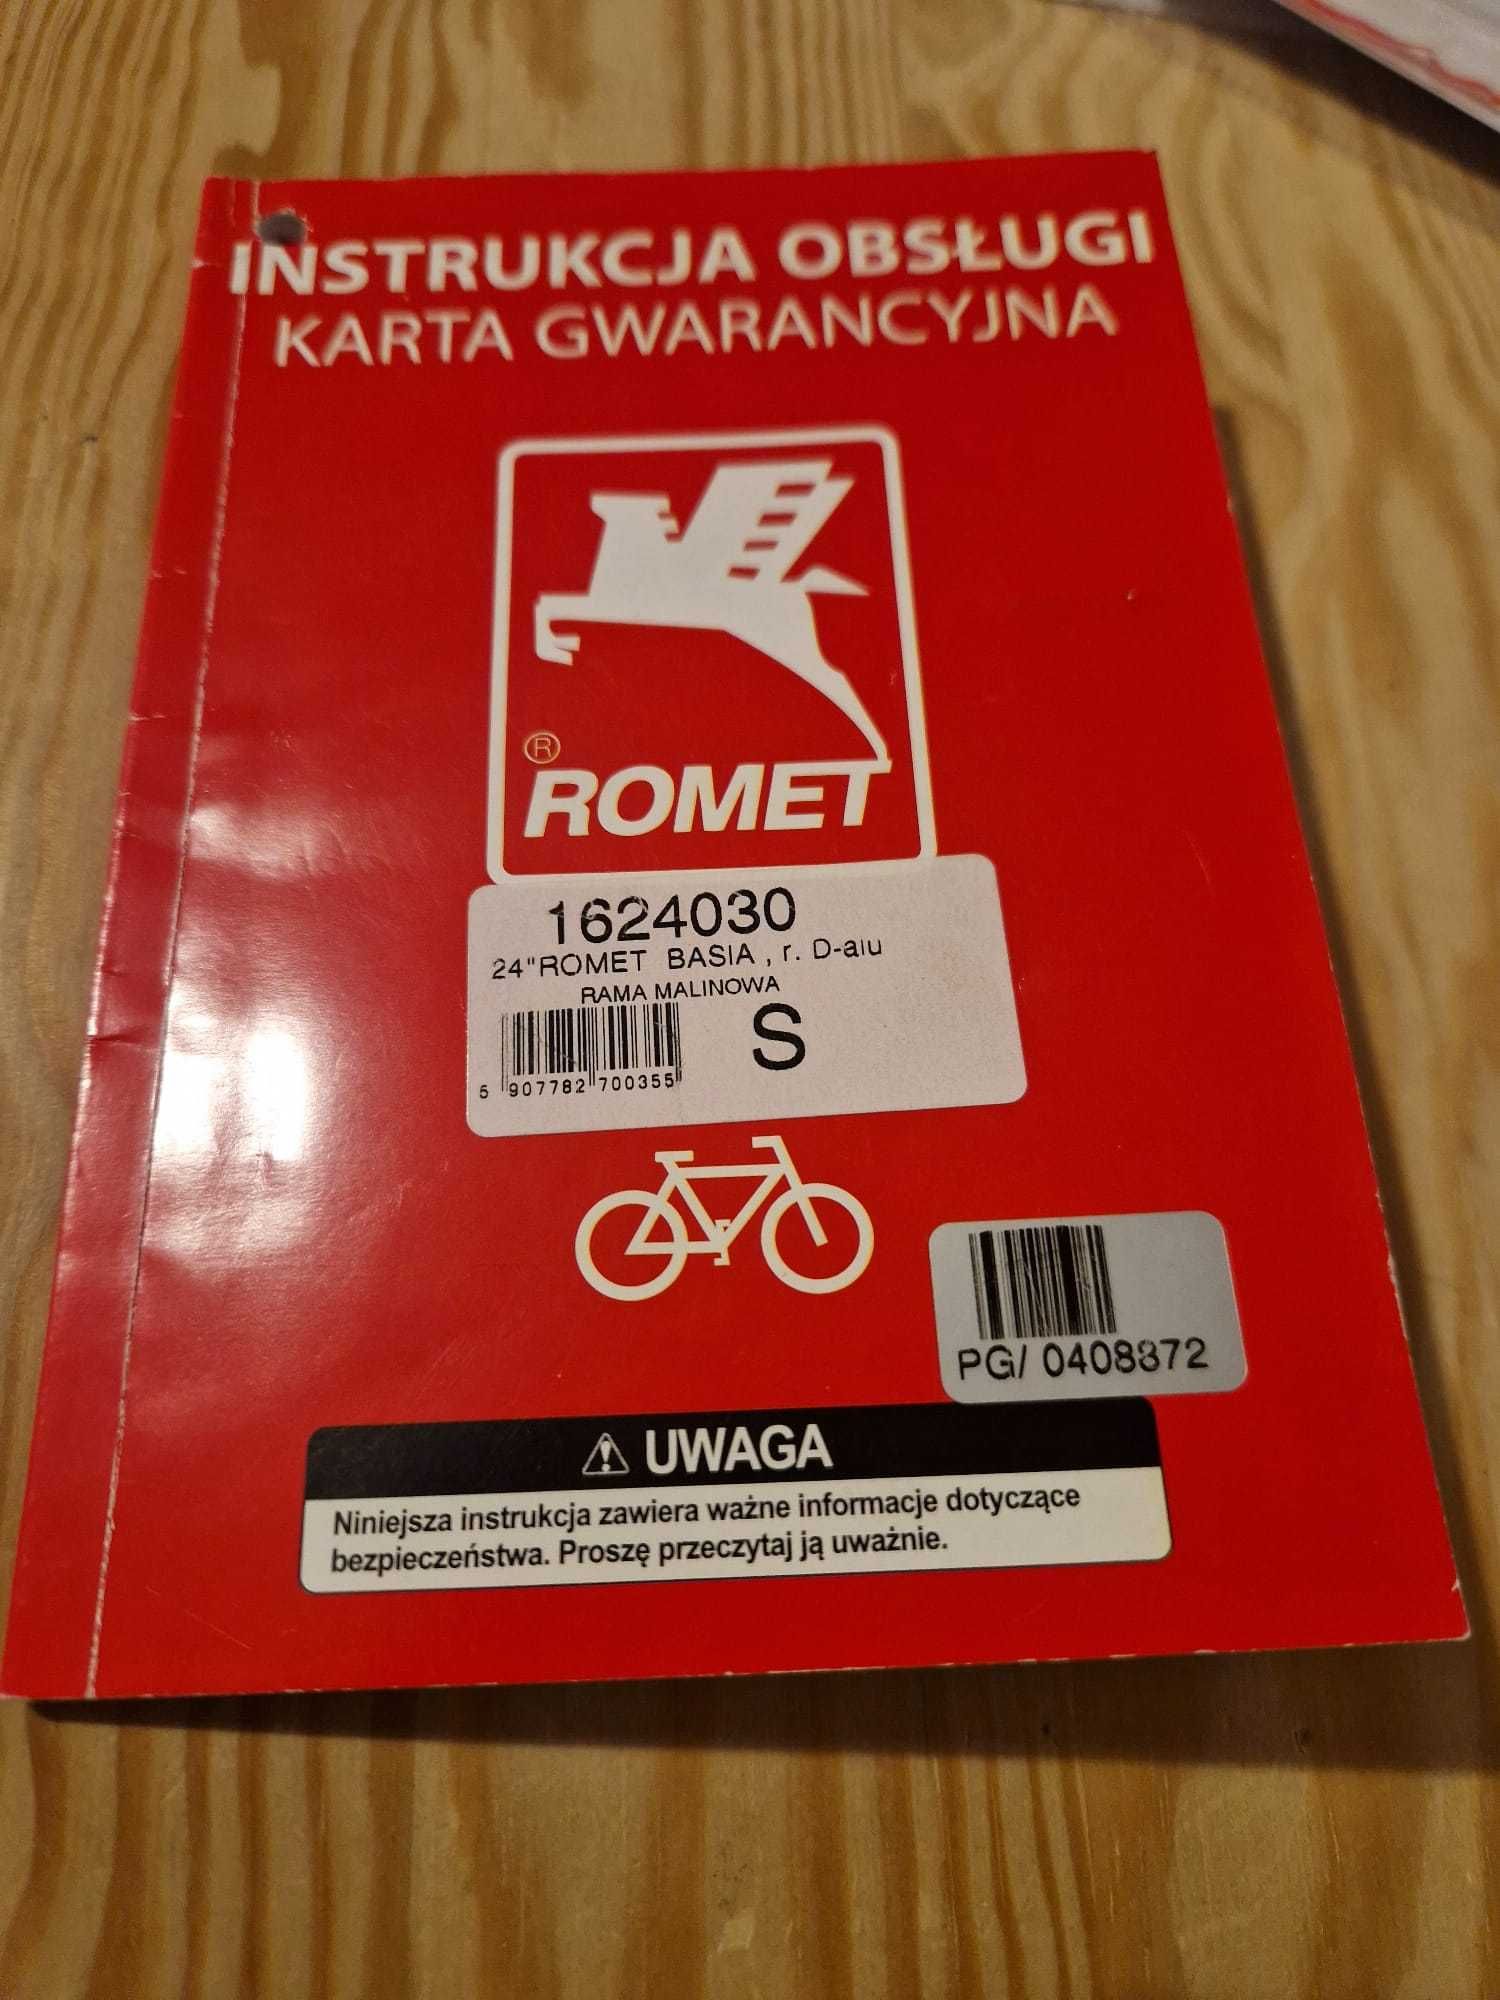 INSTRUKCJA OBSŁUGI
KARTA GWARANCYJNA
®
ROMET
1624030
24"ROMET BASIA , r. D-alu
RAMA MALINOWA
S
5 907782 700355
PG/ 0408372
UWAGA
Niniejsza instrukcja zawiera ważne informacje dotyczące
bezpieczeństwa. Proszę przeczytaj ją uważnie.